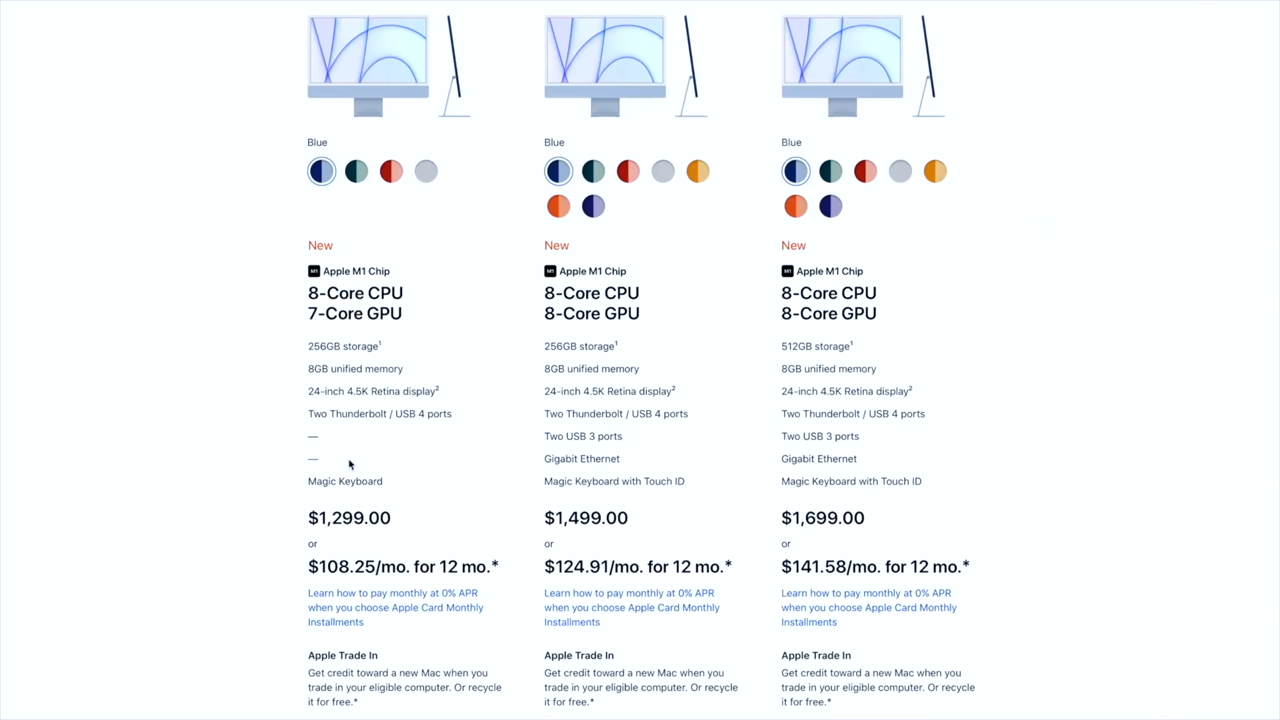 Blue
New
M1 Apple M1 Chip
8-Core CPU
7-Core GPU
256GB storage¹
8GB unified memory
24-inch 4.5K Retina display²
Two Thunderbolt / USB 4 ports
—
—
Magic Keyboard
$1,299.00
or
$108.25/mo. for 12 mo.*
Learn how to pay monthly at 0% APR
when you choose Apple Card Monthly
Installments
Apple Trade In
Get credit toward a new Mac when you
trade in your eligible computer. Or recycle
it for free.*
Blue
New
M1 Apple M1 Chip
8-Core CPU
8-Core GPU
256GB storage¹
8GB unified memory
24-inch 4.5K Retina display²
Two Thunderbolt / USB 4 ports
Two USB 3 ports
Gigabit Ethernet
Magic Keyboard with Touch ID
$1,499.00
or
$124.91/mo. for 12 mo.*
Learn how to pay monthly at 0% APR
when you choose Apple Card Monthly
Installments
Apple Trade In
Get credit toward a new Mac when you
trade in your eligible computer. Or recycle
it for free.*
Blue
New
M1 Apple M1 Chip
8-Core CPU
8-Core GPU
512GB storage¹
8GB unified memory
24-inch 4.5K Retina display²
Two Thunderbolt / USB 4 ports
Two USB 3 ports
Gigabit Ethernet
Magic Keyboard with Touch ID
$1,699.00
or
$141.58/mo. for 12 mo.*
Learn how to pay monthly at 0% APR
when you choose Apple Card Monthly
Installments
Apple Trade In
Get credit toward a new Mac when you
trade in your eligible computer. Or recycle
it for free.*